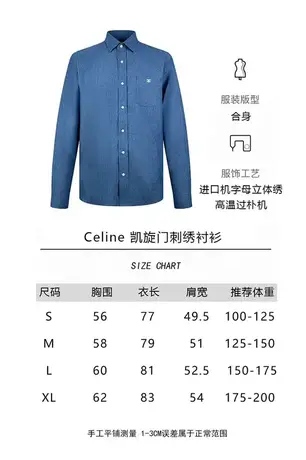 服装版型
合身
服饰工艺
进口机字母立体绣
高温过朴机
Celine 凯旋门刺绣衬衫
SIZE CHART
尺码 胸围 衣长 肩宽 推荐体重
S 56 77 49.5 100-125
M 58 79 51 125-150
L 60 81 52.5 150-175
XL 62 83 54 175-200
手工平铺测量 1-3CM误差属于正常范围